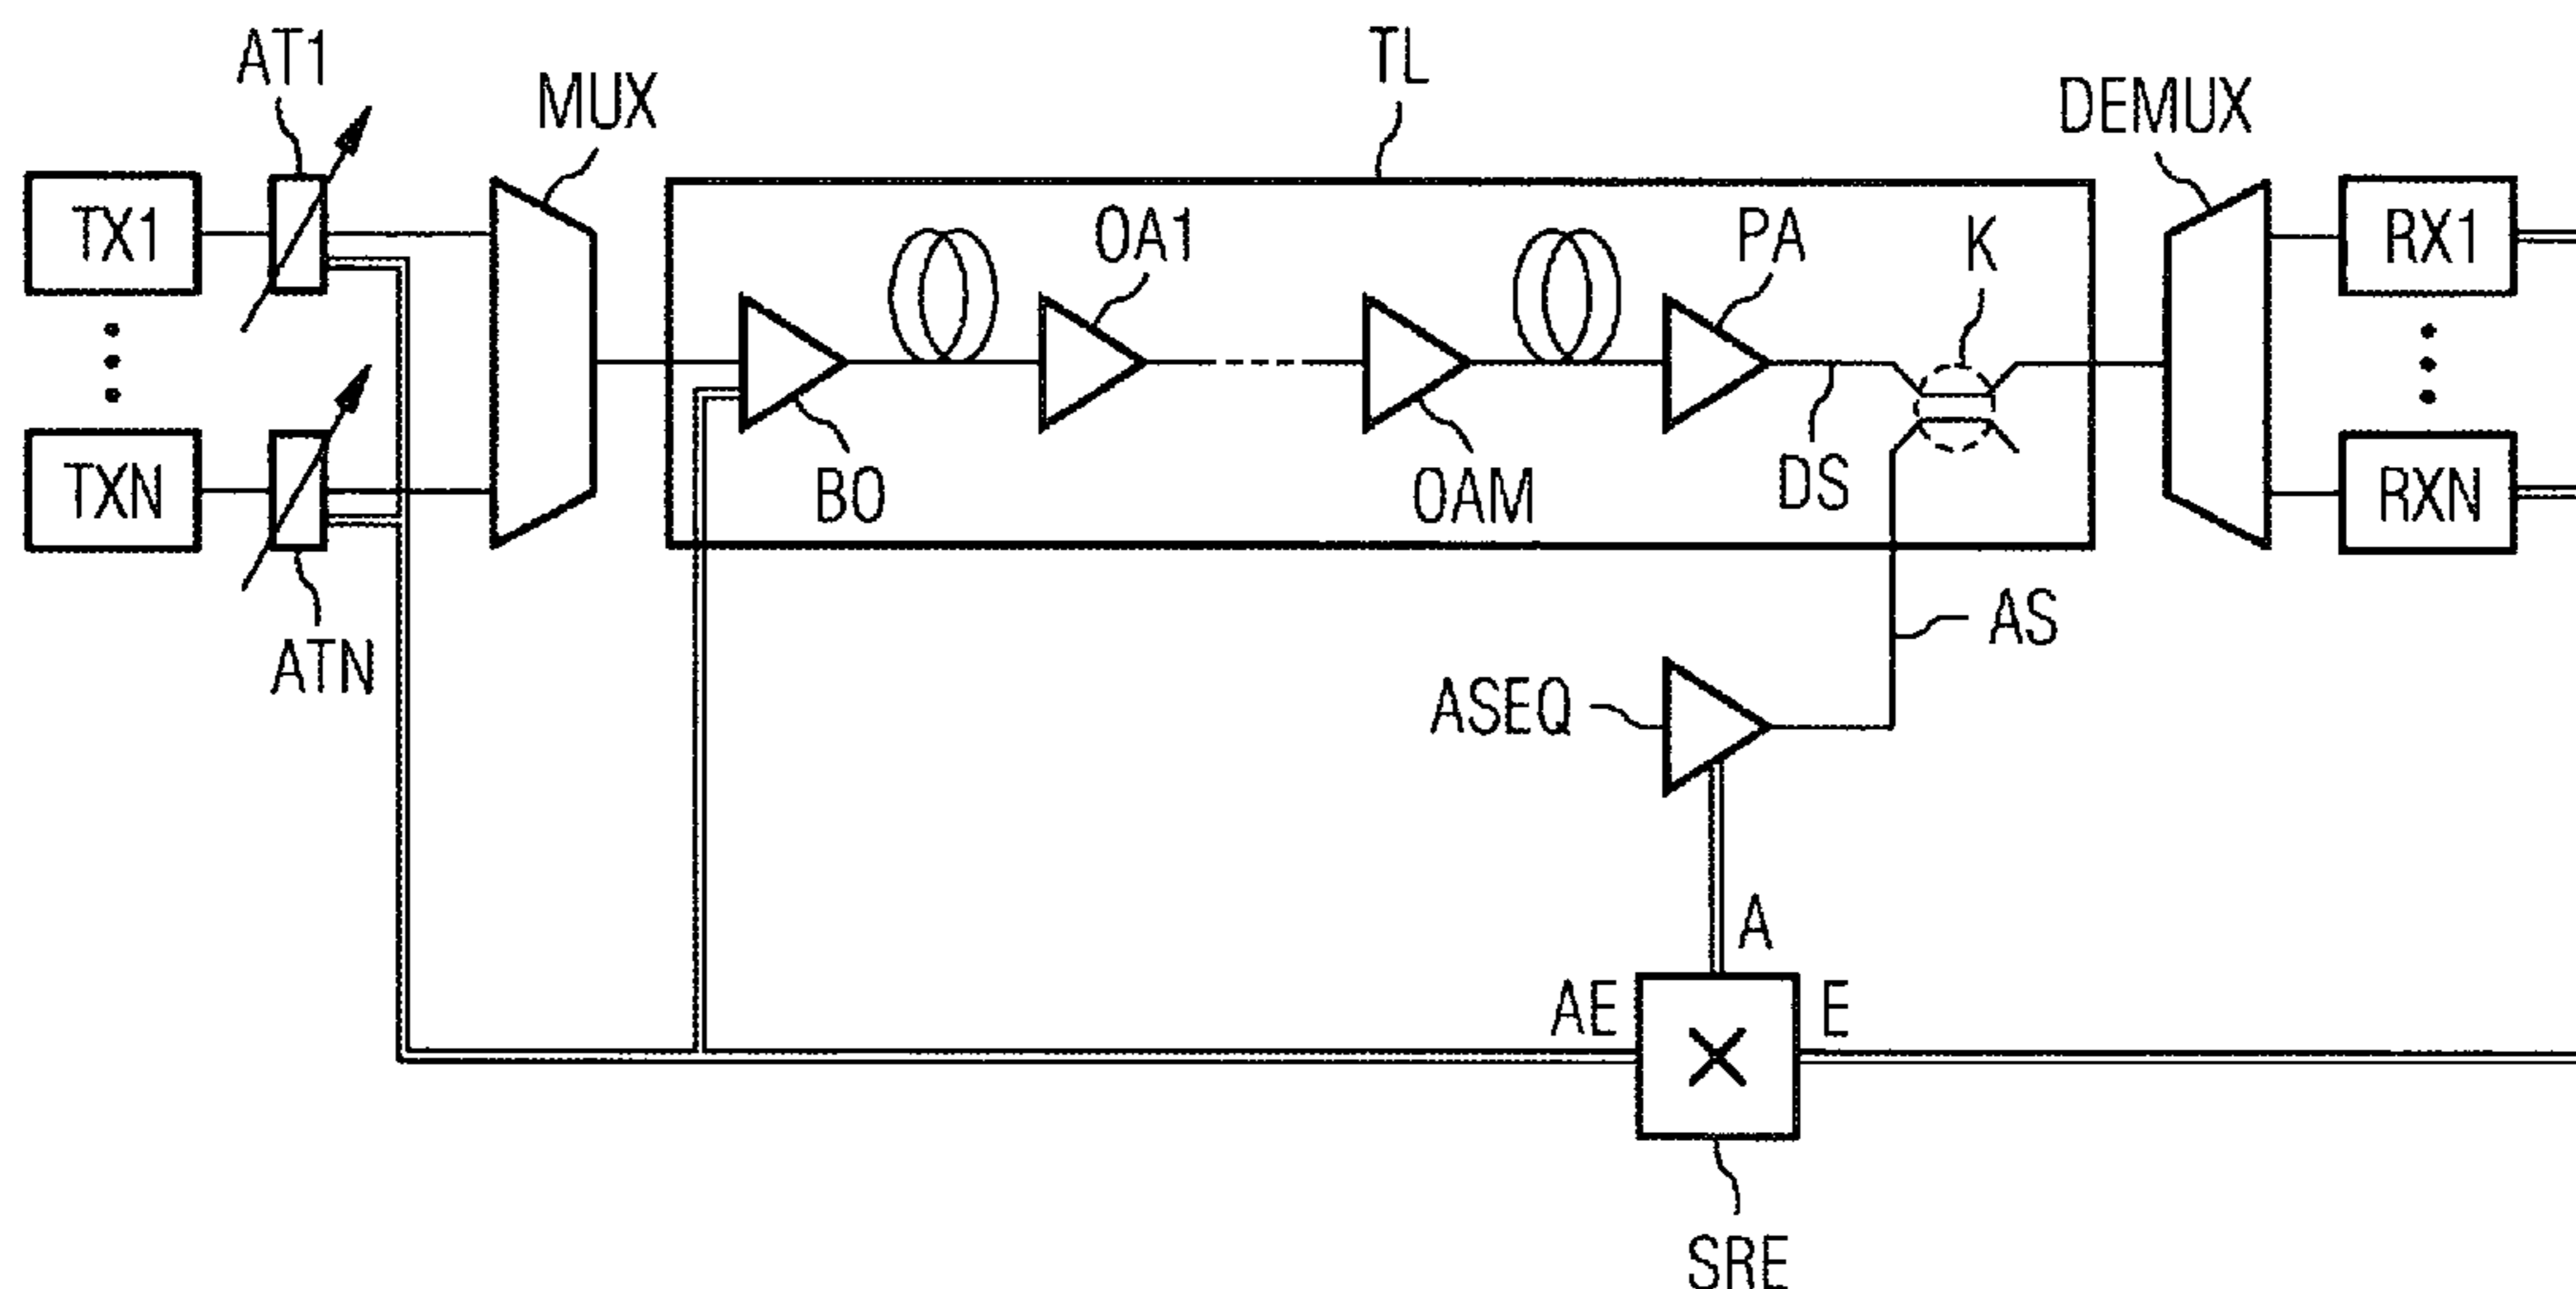 AT1
MUX
TL
DEMUX
TX1
OA1
PA
K
RX1
TXN
BO
OAM
DS
RXN
ATN
AS
ASEQ
A
AE
E
SRE